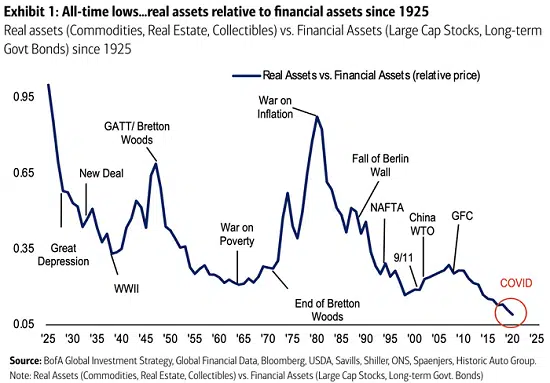 Exhibit 1: All-time lows...real assets relative to financial assets since 1925
Real assets (Commodities, Real Estate, Collectibles) vs. Financial Assets (Large Cap Stocks, Long-term
Govt Bonds) since 1925
Real Assets vs. Financial Assets (relative price)
0.95
0.65
0.35
0.05
War on
Inflation
GATT/ Bretton
Woods
New Deal
Fall of Berlin
Wall
NAFTA
China
WTO
GFC
War on
Poverty
9/11
Great
Depression
WWII
End of Bretton
Woods
COVID
'25 '30 '35 '40 '45 '50 '55 '60 '65 '70 '75 '80 '85 '90 '95 '00 '05 '10 '15 '20 '25
Source: BofA Global Investment Strategy, Global Financial Data, Bloomberg, USDA, Savills, Shiller, ONS, Spaenjers, Historic Auto Group.
Note: Real Assets (Commodities, Real Estate, Collectibles) vs. Financial Assets (Large Cap Stocks, Long-term Govt. Bonds)